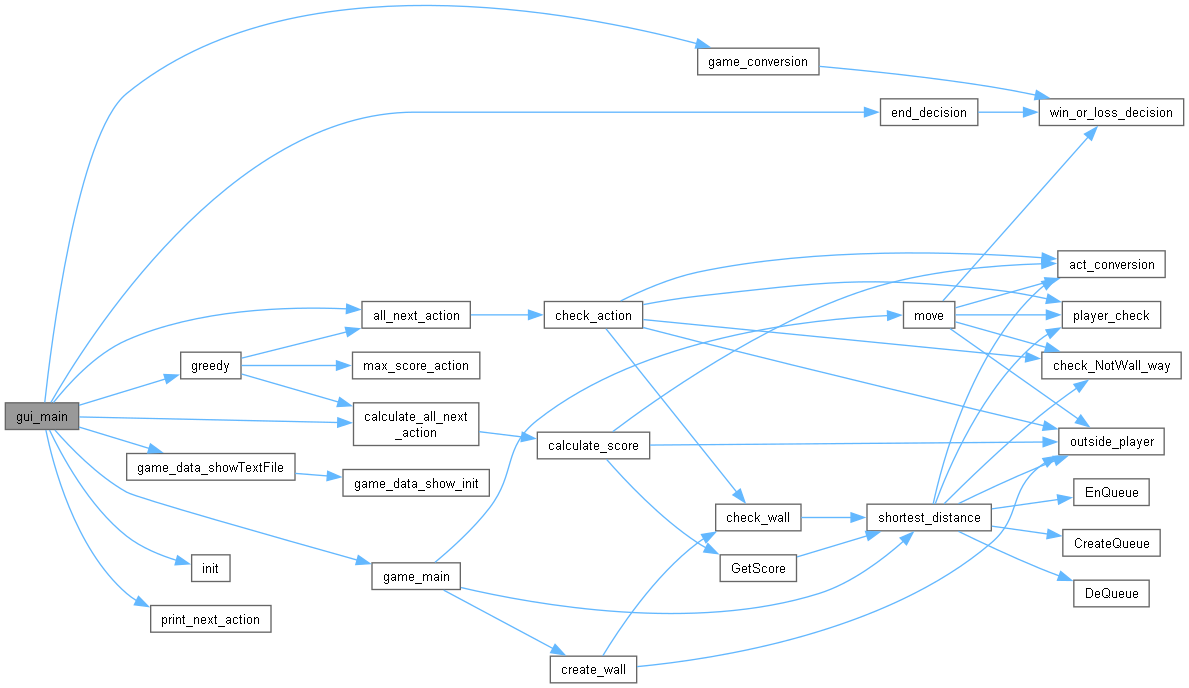 game_conversion
end_decision
win_or_loss_decision
act_conversion
all_next_action
check_action
move
player_check
greedy
max_score_action
check_NotWall_way
gui_main
calculate_all_next
_action
calculate_score
outside_player
game_data_showTextFile
game_data_show_init
EnQueue
check_wall
shortest_distance
CreateQueue
init
game_main
GetScore
DeQueue
print_next_action
create_wall